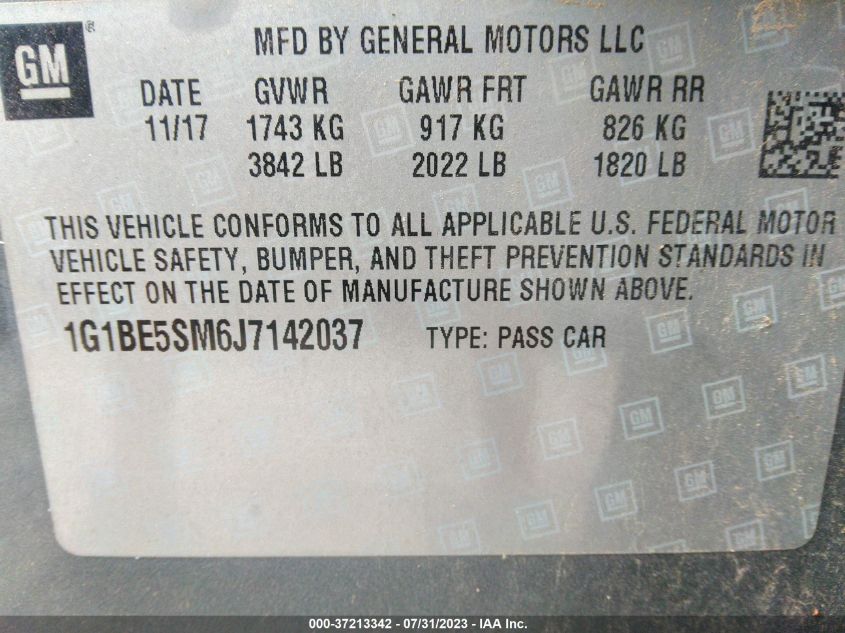 GM ®
MFD BY GENERAL MOTORS LLC
DATE GVWR GAWR FRT GAWR RR
11/17 1743 KG 917 KG 826 KG
3842 LB 2022 LB 1820 LB
THIS VEHICLE CONFORMS TO ALL APPLICABLE U.S. FEDERAL MOTOR
VEHICLE SAFETY, BUMPER, AND THEFT PREVENTION STANDARDS IN
EFFECT ON THE DATE OF MANUFACTURE SHOWN ABOVE.
1G1BE5SM6J7142037 TYPE: PASS CAR
000-37213342 - 07/31/2023 - IAA Inc.